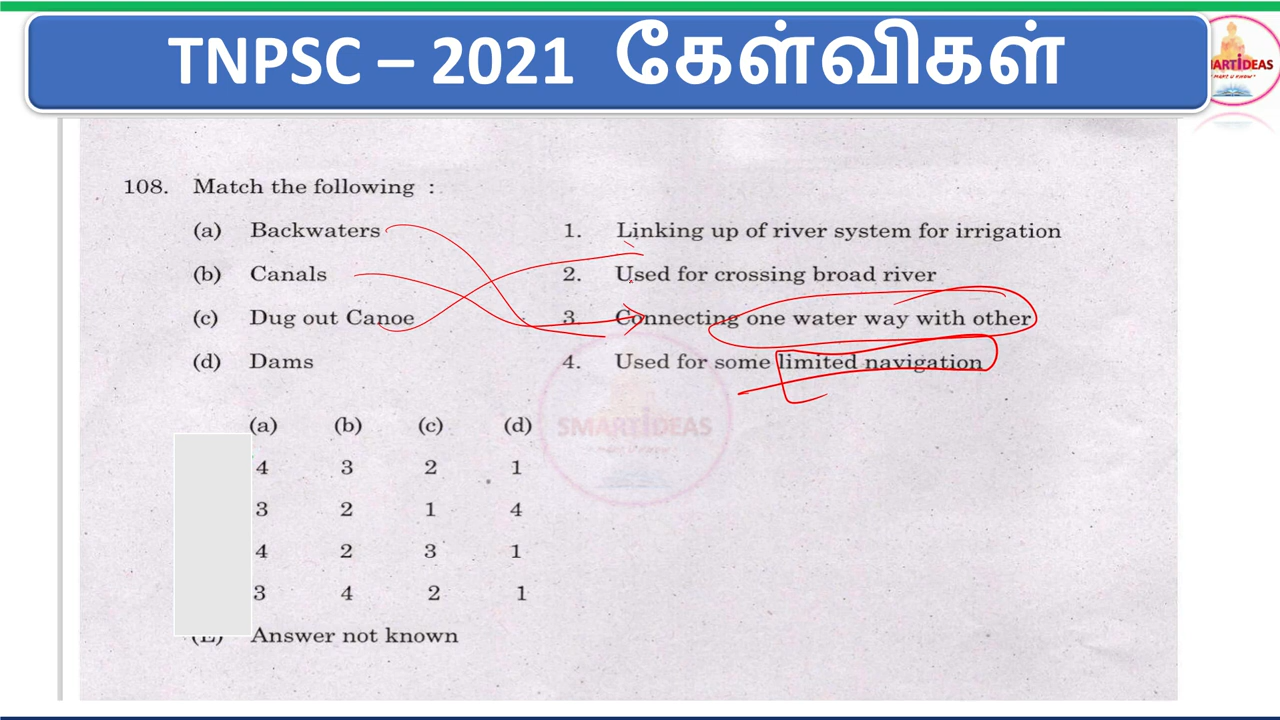 TNPSC – 2021 கேள்விகள்
MARTIDEAS
" MAKE U KNOW"
108. Match the following :
(a) Backwaters 1. Linking up of river system for irrigation
(b) Canals 2. Used for crossing broad river
(c) Dug out Canoe 3. Connecting one water way with other
(d) Dams 4. Used for some limited navigation
(a) (b) (c) (d)
4 3 2 1
3 2 1 4
4 2 3 1
3 4 2 1
Answer not known
SMARTIDEAS